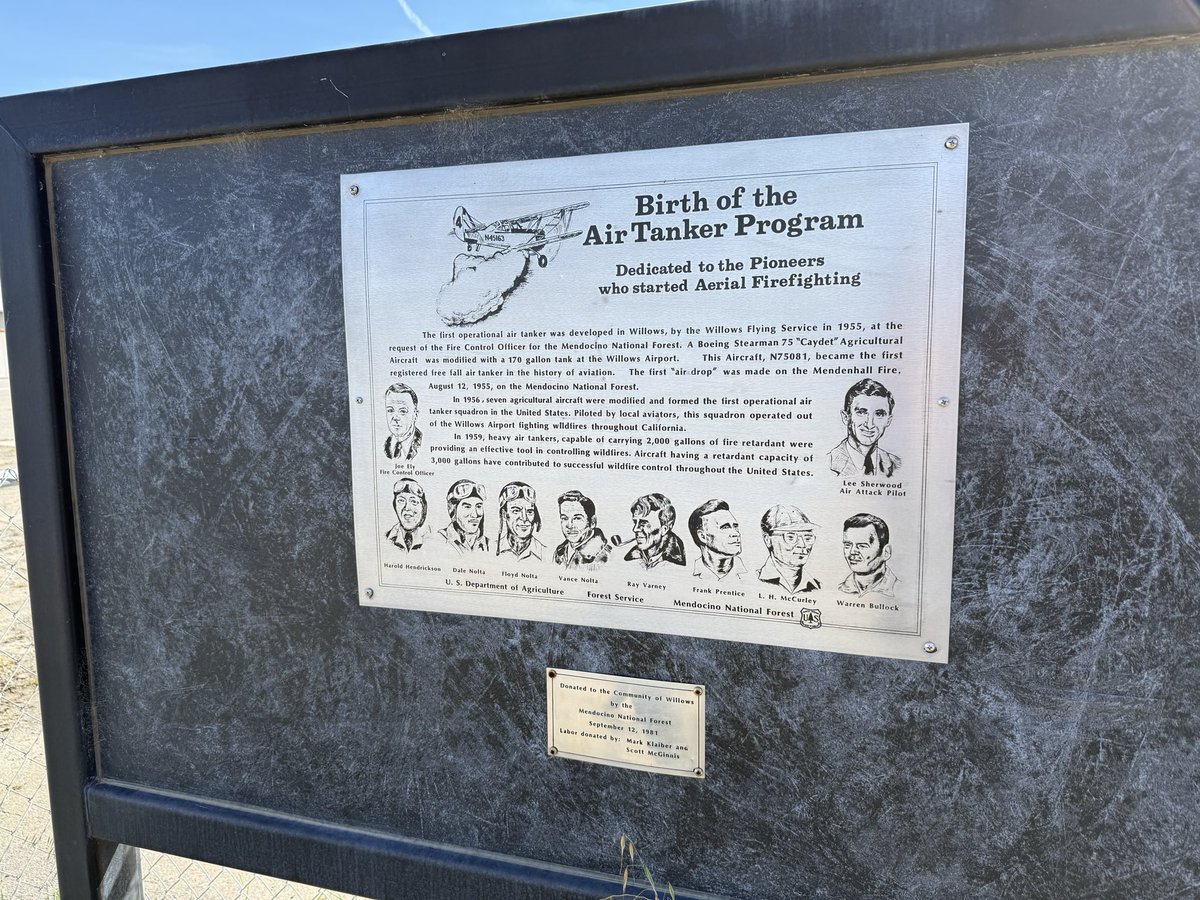 Birth of the
Air Tanker Program
N45163
Dedicated to the Pioneers
who started Aerial Firefighting
The first operational air tanker was developed in Willows, by the Willows Flying Service in 1955, at the
request of the Fire Control Officer for the Mendocino National Forest. A Boeing Stearman 75 "Caydet" Agricultural
Aircraft was modified with a 170 gallon tank at the Willows Airport. This Aircraft, N75081, became the first
registered free fall air tanker in the history of aviation. The first "air drop" was made on the Mendenhall Fire,
August 12, 1955, on the Mendocino National Forest.
In 1956, seven agricultural aircraft were modified and formed the first operational air
tanker squadron in the United States. Piloted by local aviators, this squadron operated out
of the Willows Airport fighting wildfires throughout California.
In 1959, heavy air tankers, capable of carrying 2,000 gallons of fire retardant were
providing an effective tool in controlling wildfires. Aircraft having a retardant capacity of
3,000 gallons have contributed to successful wildfire control throughout the United States.
Joe Ely
Fire Control Officer
Lee Sherwood
Air Attack Pilot
Harold Hendrickson
Dale Nolta
Floyd Nolta
Vance Nolta
Ray Varney
Frank Prentice
L. H. McCurley
Warren Bullock
U. S. Department of Agriculture Forest Service Mendocino National Forest
U S
Donated to the Community of Willows
by the
Mendocino National Forest
September 12, 1981
Labor donated by: Mark Klaiber and
Scott McGinnis